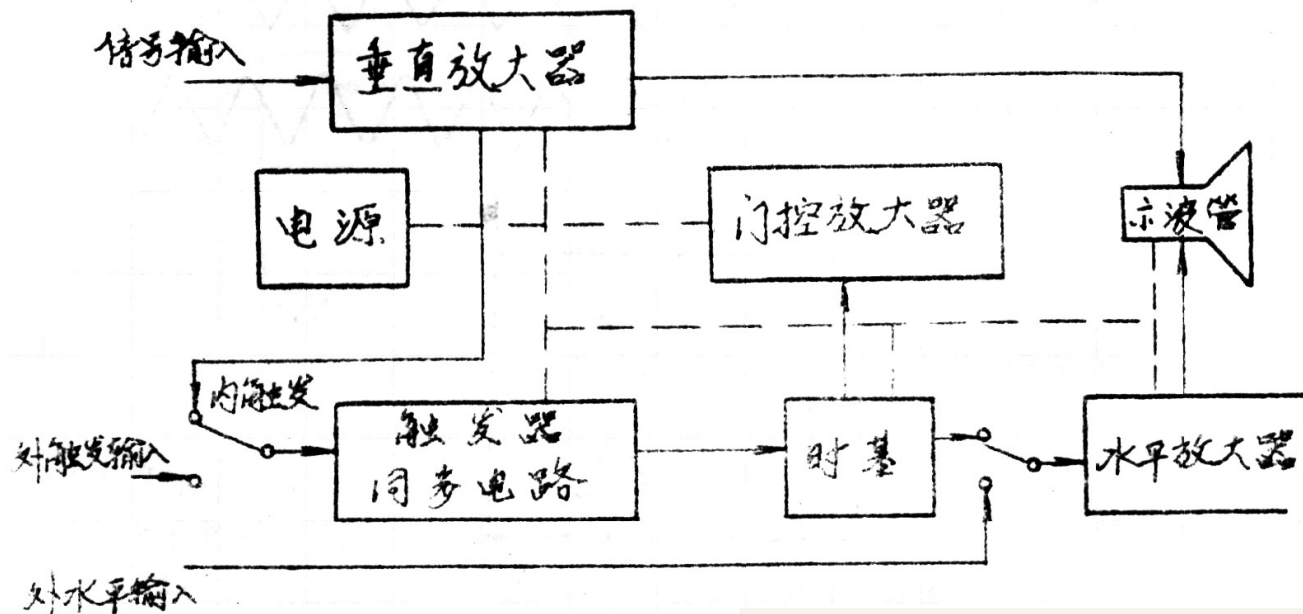 信号输入
垂直放大器
电源
门控放大器
示波管
内触发
外触发输入
触发器
同步电路
时基
水平放大器
外水平输入